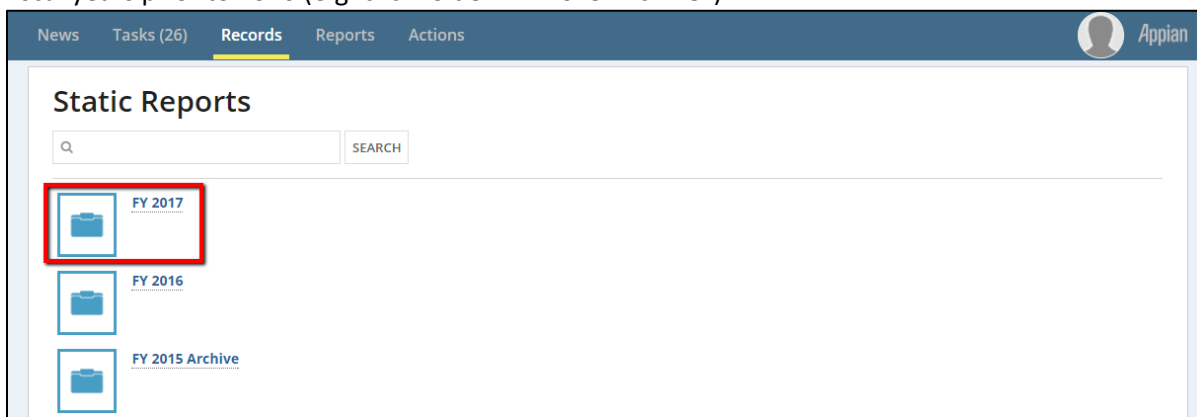 News Tasks (26) Records Reports Actions Appian
Static Reports
SEARCH
FY 2017
FY 2016
FY 2015 Archive